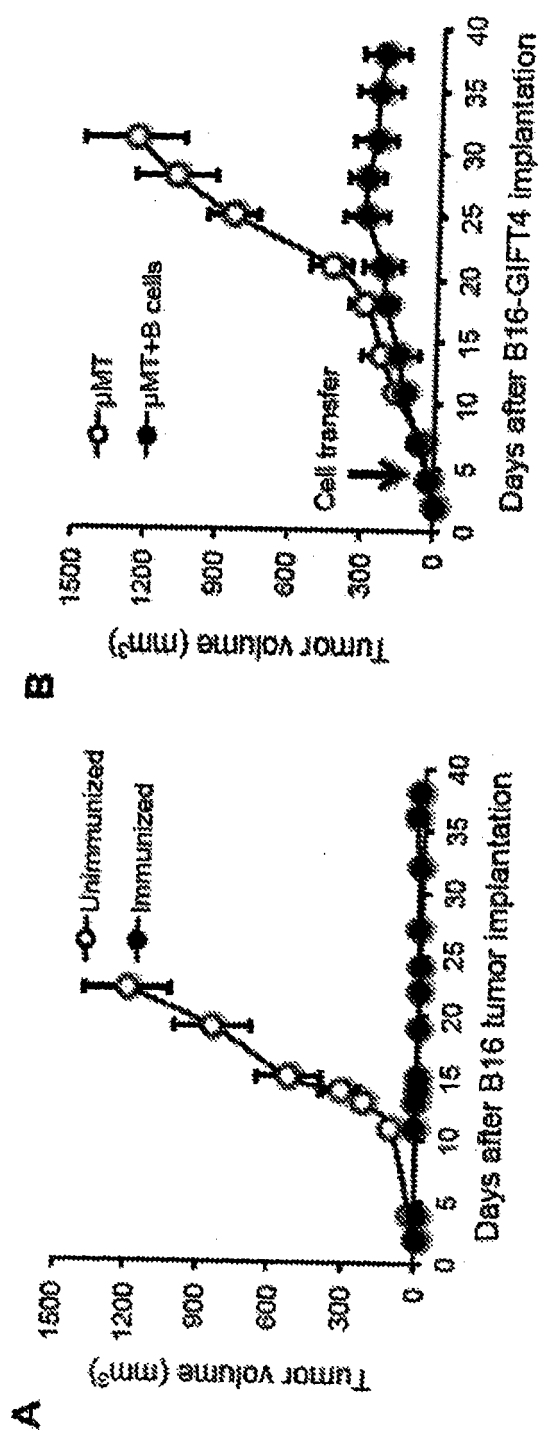 A
Tumor volume (mm³)
1500
1200
900
600
300
0
Unimmunized
Immunized
0 5 10 15 20 25 30 35 40
Days after B16 tumor implantation
B
Tumor volume (mm³)
1500
1200
900
600
300
0
µMT
µMT+B cells
Cell transfer
0 5 10 15 20 25 30 35 40
Days after B16-GIFT4 implantation